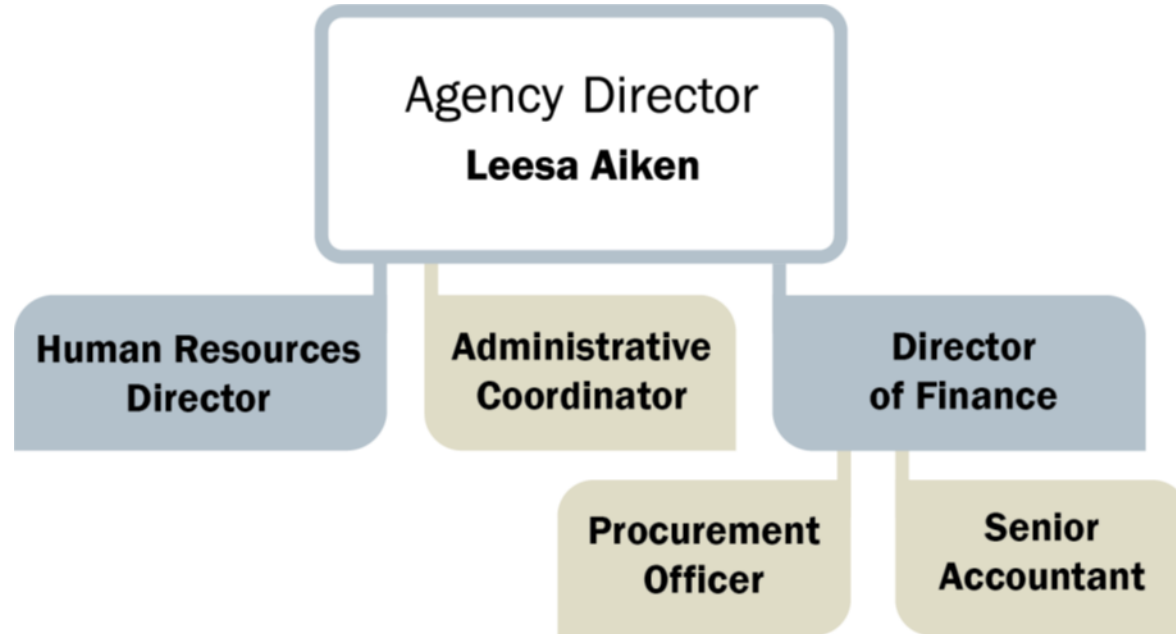 Agency Director
Leesa Aiken
Human Resources
Director
Administrative
Coordinator
Director
of Finance
Procurement
Officer
Senior
Accountant